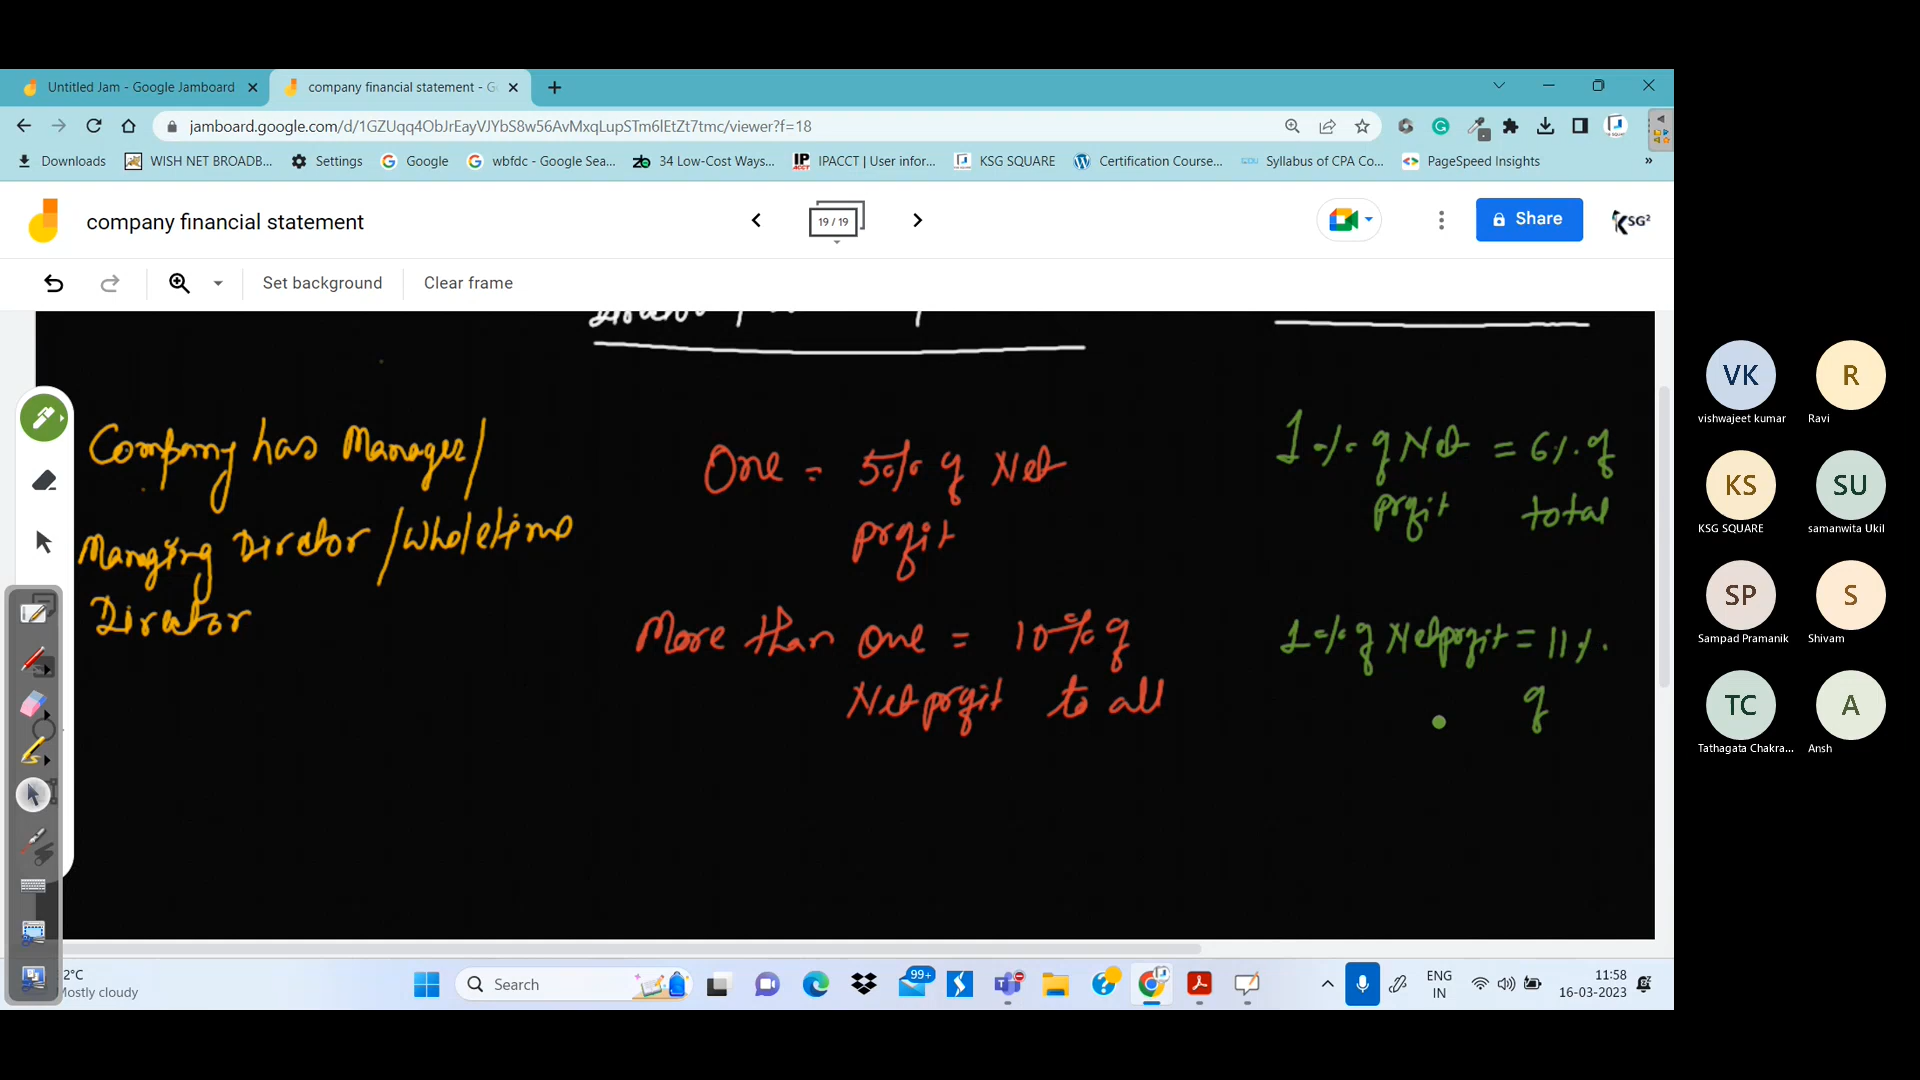 Untitled Jam - Google Jamboard
company financial statement - G
jamboard.google.com/d/1GZUqq4ObJrEayVJYbS8w56AvMxqLupSTm6lEtZt7tmc/viewer?f=18
Downloads WISH NET BROADB... Settings Google wbfdc - Google Sea... 34 Low-Cost Ways... IPACCT | User infor... KSG SQUARE Certification Course... Syllabus of CPA Co... PageSpeed Insights »
company financial statement
19 / 19
Share
KSG²
Set background
Clear frame
Company has Manager/
Managing Director/Wholetime
Director
One = 5% of Net
profit
More than one = 10% of
Net profit to all
1% of Net = 6% of
profit total
1% of Net profit = 11%.
of
VK
vishwajeet kumar
R
Ravi
KS
KSG SQUARE
SU
samanwita Ukil
SP
Sampad Pramanik
S
Shivam
TC
Tathagata Chakra...
A
Ansh
2°C
Mostly cloudy
Search
99+
ENG
IN
11:58
16-03-2023